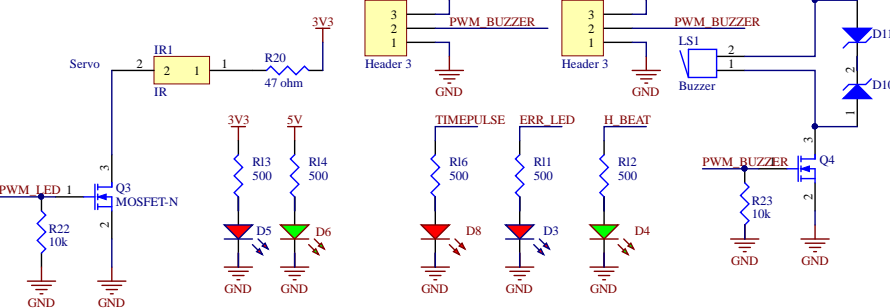 3
2
1
PWM_BUZZER
Header 3
GND
3
2
1
PWM_BUZZER
Header 3
GND
LS1
2
1
Buzzer
D11
2
D10
1
3V3
Servo
2
IR1
2 1
IR
1
R20
47 ohm
3V3
R13
500
D5
GND
5V
R14
500
D6
GND
TIMEPULSE
R16
500
D8
GND
ERR_LED
R11
500
D3
GND
H_BEAT
R12
500
D4
GND
PWM_LED
1
3
Q3
MOSFET-N
2
R22
10k
GND
GND
PWM_BUZZER
1
3
Q4
2
R23
10k
GND
GND